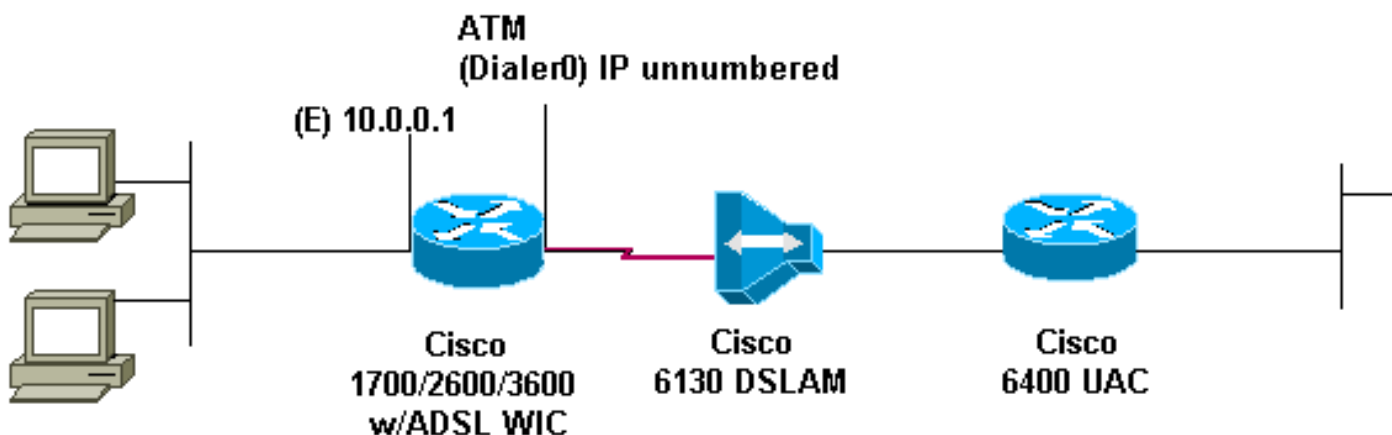 ATM
(Dialer0) IP unnumbered
(E) 10.0.0.1
Cisco
1700/2600/3600
w/ADSL WIC
Cisco
6130 DSLAM
Cisco
6400 UAC